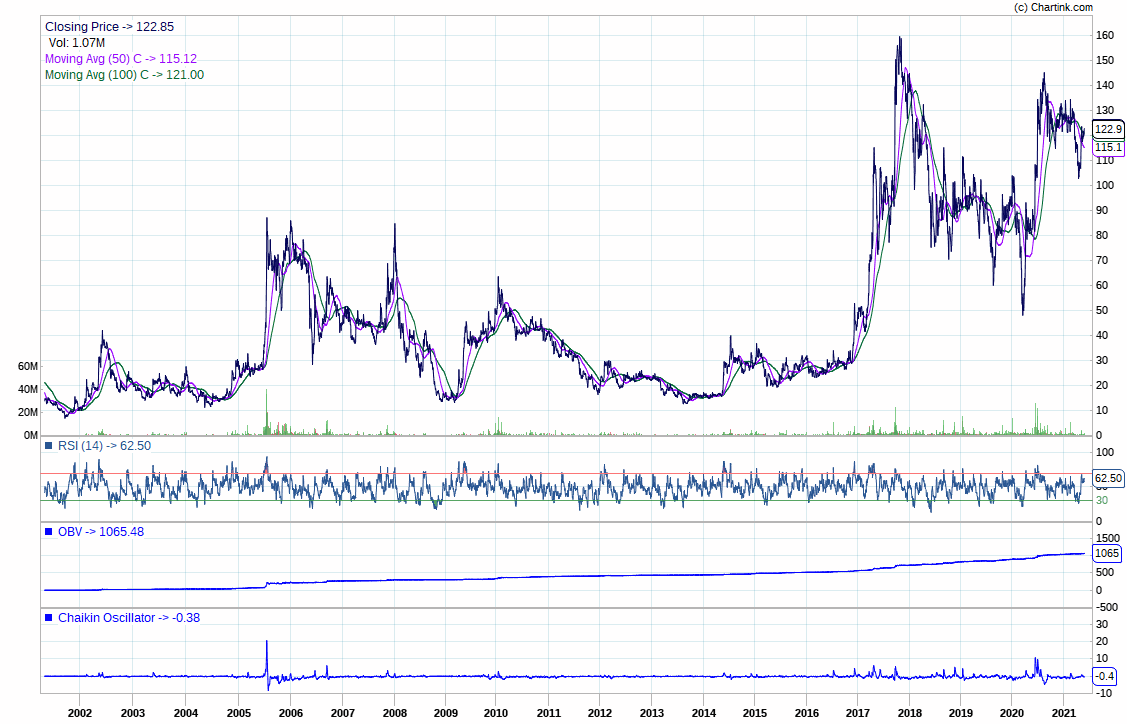 (c) Chartink.com
Closing Price -> 122.85
Vol: 1.07M
Moving Avg (50) C -> 115.12
Moving Avg (100) C -> 121.00
160
150
140
130
122.9
115.1
110
100
90
80
70
60
50
40
30
20
10
0
60M
40M
20M
0M
RSI (14) -> 62.50
100
62.50
30
0
OBV -> 1065.48
1500
1065
500
0
-500
Chaikin Oscillator -> -0.38
30
20
10
-0.4
-10
2002 2003 2004 2005 2006 2007 2008 2009 2010 2011 2012 2013 2014 2015 2016 2017 2018 2019 2020 2021